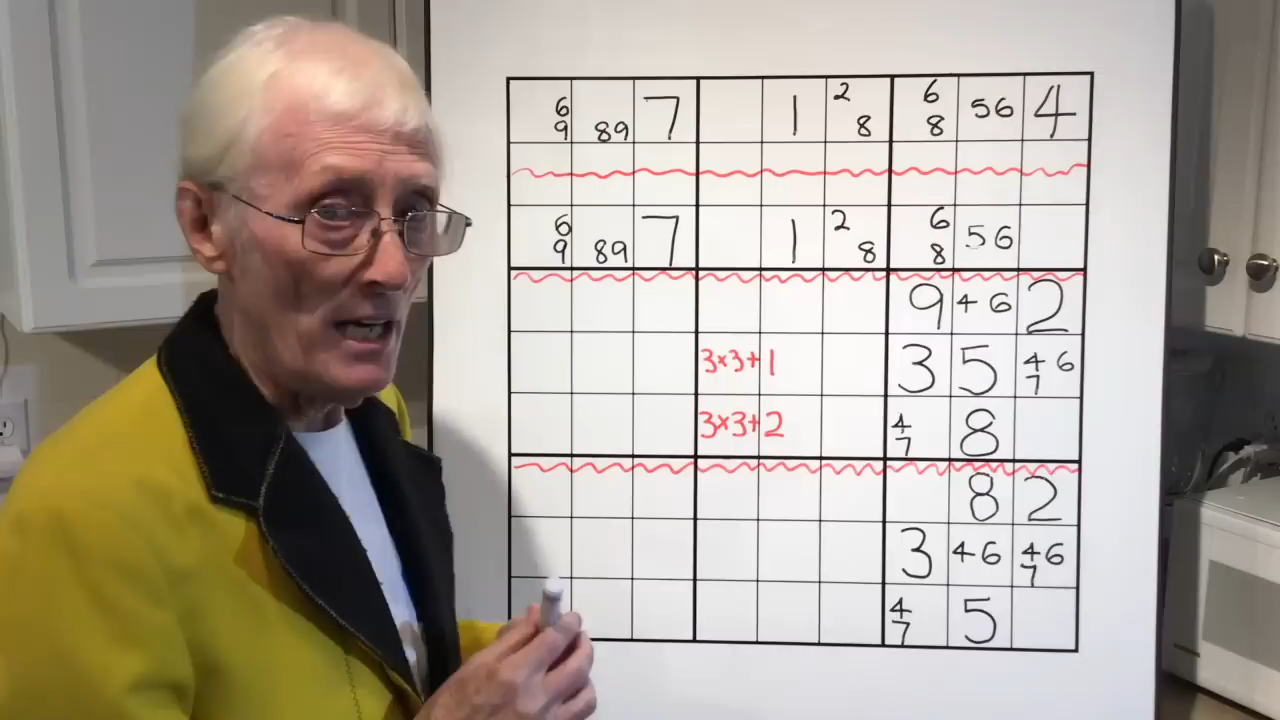 6 9 89 7 1 2 8 6 8 56 4
6 9 89 7 1 2 8 6 8 56
9 4 6 2
3×3+1 3 5 4 6 7
3×3+2 4 7 8
8 2
3 4 6 4 6 7
4 7 5